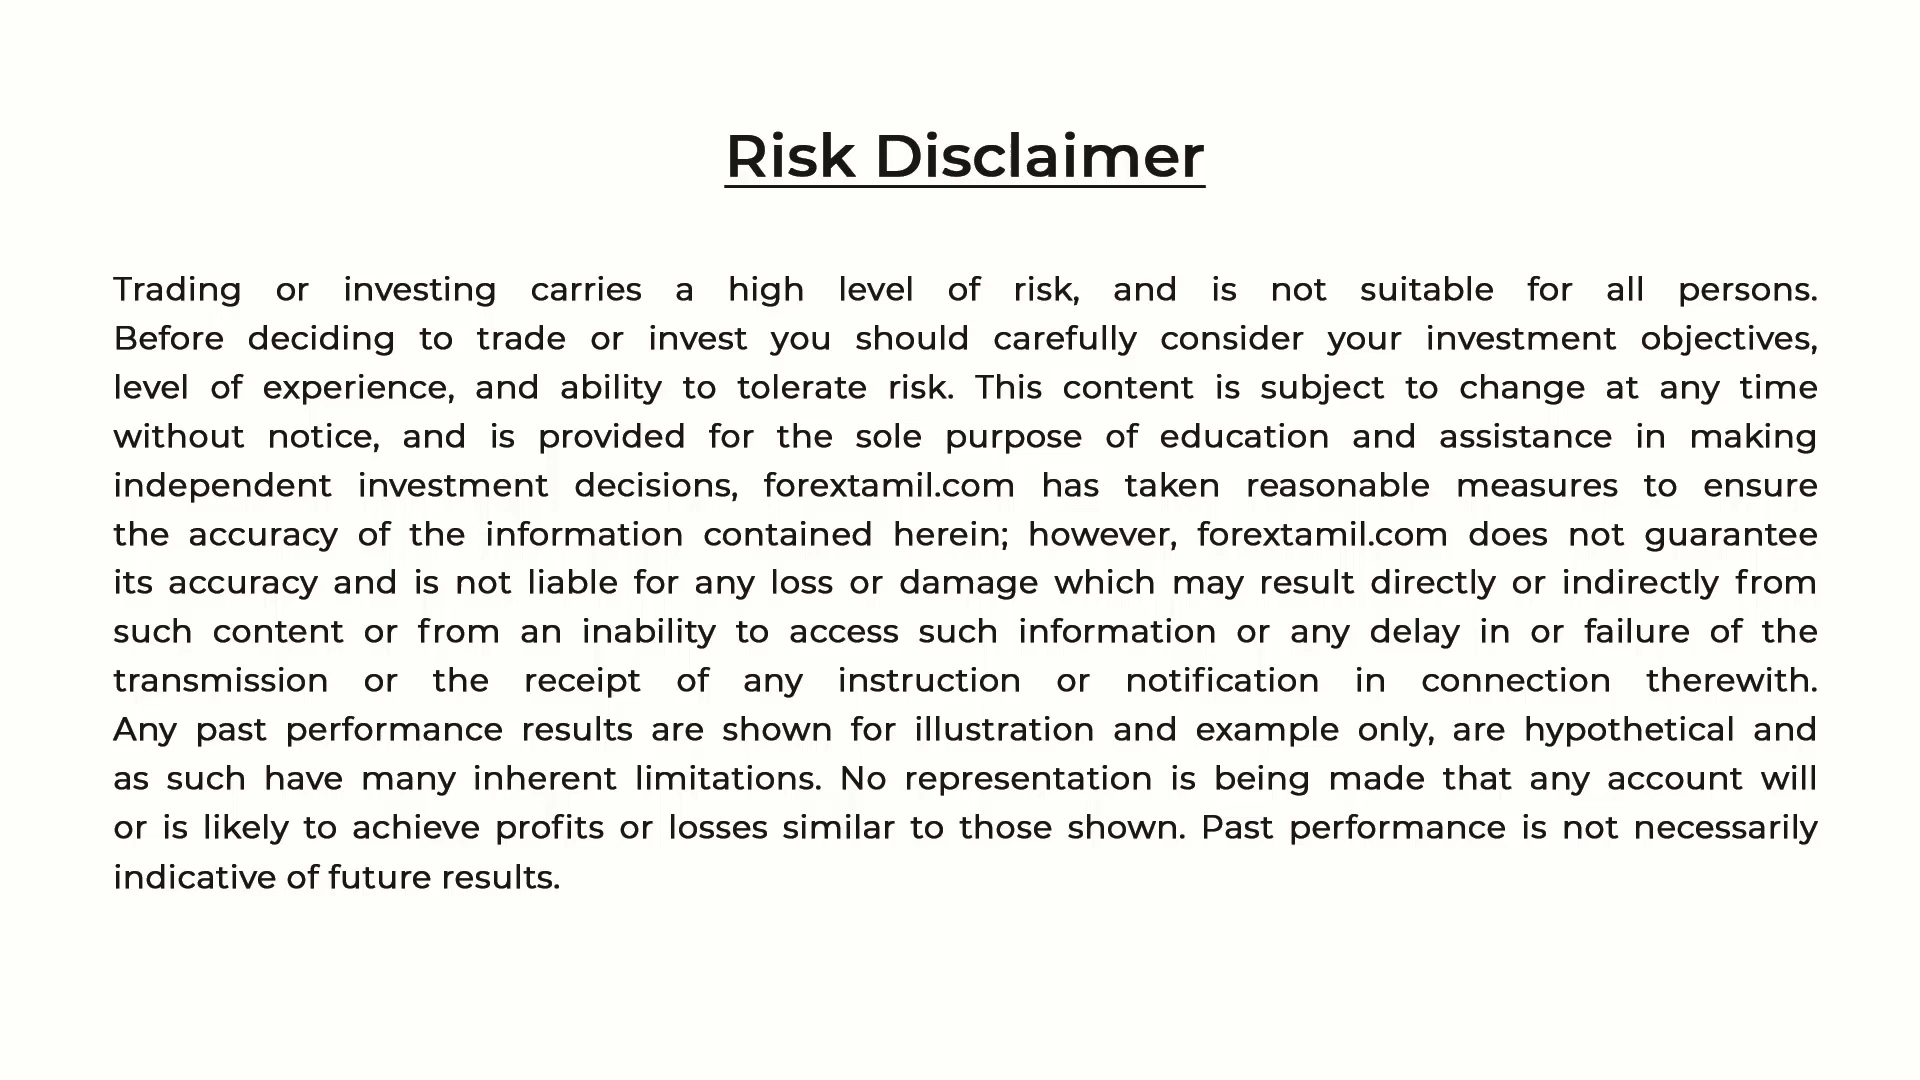 Risk Disclaimer
Trading or investing carries a high level of risk, and is not suitable for all persons.
Before deciding to trade or invest you should carefully consider your investment objectives,
level of experience, and ability to tolerate risk. This content is subject to change at any time
without notice, and is provided for the sole purpose of education and assistance in making
independent investment decisions, forextamil.com has taken reasonable measures to ensure
the accuracy of the information contained herein; however, forextamil.com does not guarantee
its accuracy and is not liable for any loss or damage which may result directly or indirectly from
such content or from an inability to access such information or any delay in or failure of the
transmission or the receipt of any instruction or notification in connection therewith.
Any past performance results are shown for illustration and example only, are hypothetical and
as such have many inherent limitations. No representation is being made that any account will
or is likely to achieve profits or losses similar to those shown. Past performance is not necessarily
indicative of future results.